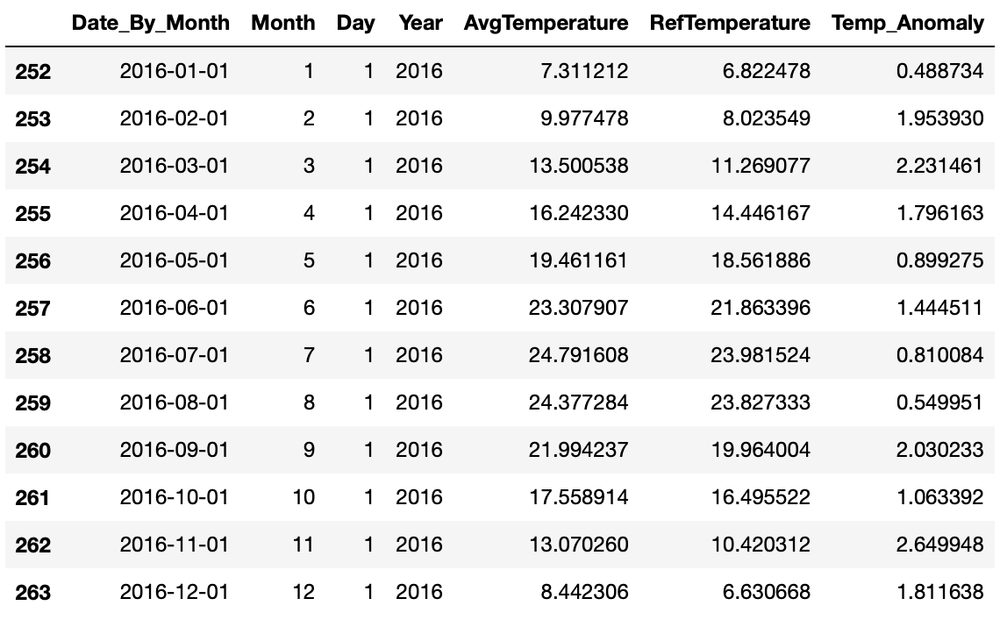 Date_By_Month Month Day Year AvgTemperature RefTemperature Temp_Anomaly
252 2016-01-01 1 1 2016 7.311212 6.822478 0.488734
253 2016-02-01 2 1 2016 9.977478 8.023549 1.953930
254 2016-03-01 3 1 2016 13.500538 11.269077 2.231461
255 2016-04-01 4 1 2016 16.242330 14.446167 1.796163
256 2016-05-01 5 1 2016 19.461161 18.561886 0.899275
257 2016-06-01 6 1 2016 23.307907 21.863396 1.444511
258 2016-07-01 7 1 2016 24.791608 23.981524 0.810084
259 2016-08-01 8 1 2016 24.377284 23.827333 0.549951
260 2016-09-01 9 1 2016 21.994237 19.964004 2.030233
261 2016-10-01 10 1 2016 17.558914 16.495522 1.063392
262 2016-11-01 11 1 2016 13.070260 10.420312 2.649948
263 2016-12-01 12 1 2016 8.442306 6.630668 1.811638